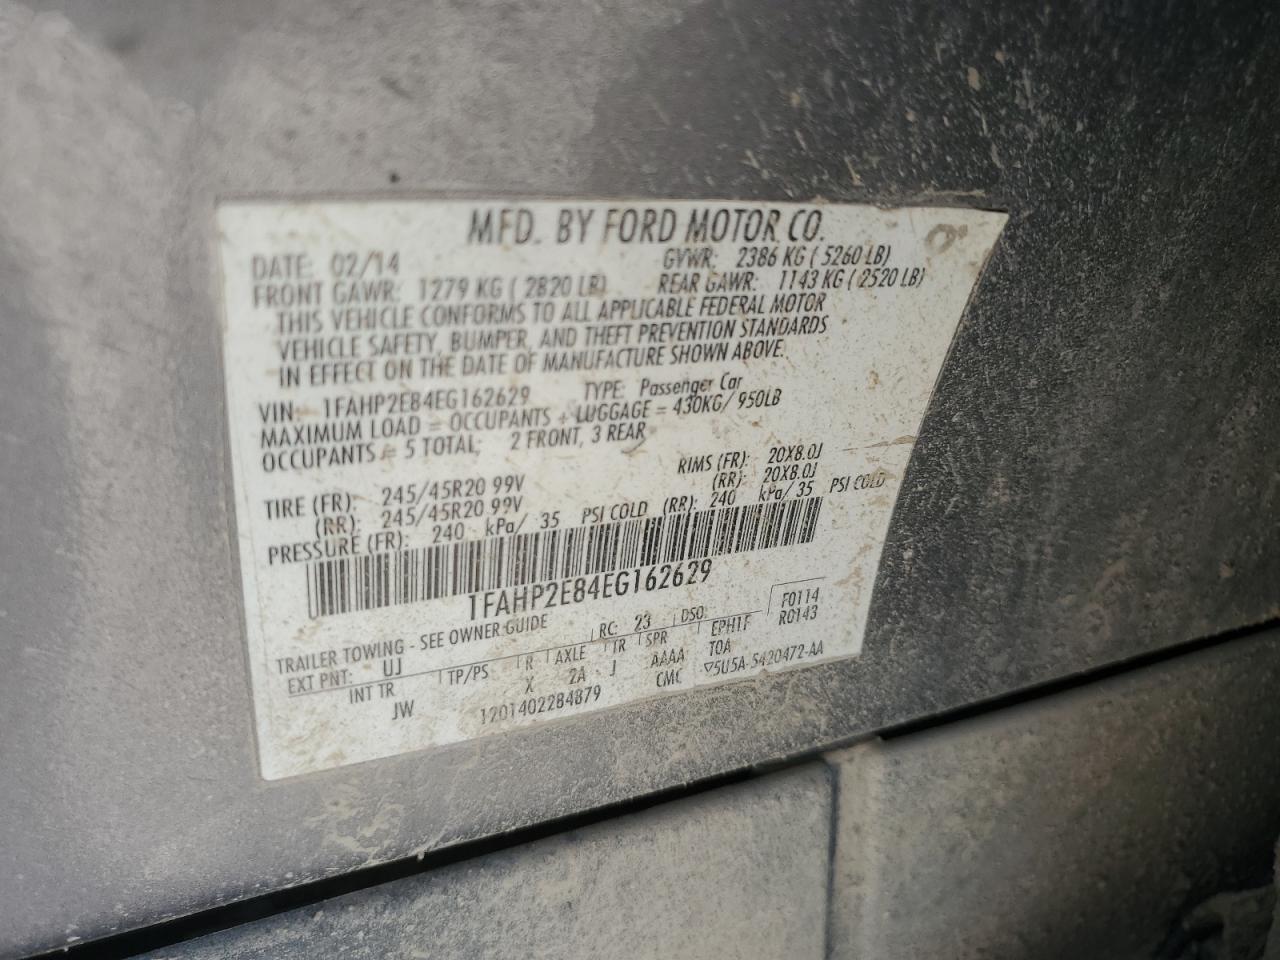 MFD. BY FORD MOTOR CO.
DATE: 02/14 GVWR: 2386 KG ( 5260 LB)
FRONT GAWR: 1279 KG ( 2820 LB) REAR GAWR: 1143 KG ( 2520 LB)
THIS VEHICLE CONFORMS TO ALL APPLICABLE FEDERAL MOTOR
VEHICLE SAFETY, BUMPER, AND THEFT PREVENTION STANDARDS
IN EFFECT ON THE DATE OF MANUFACTURE SHOWN ABOVE.
VIN: 1FAHP2E84EG162629 TYPE: Passenger Car
MAXIMUM LOAD = OCCUPANTS + LUGGAGE = 430KG/ 950LB
OCCUPANTS = 5 TOTAL; 2 FRONT, 3 REAR
TIRE (FR): 245/45R20 99V RIMS (FR): 20X8.0J
(RR): 245/45R20 99V (RR): 20X8.0J
PRESSURE (FR): 240 kPa/ 35 PSI COLD (RR): 240 kPa/ 35 PSI COLD
1FAHP2E84EG162629
TRAILER TOWING - SEE OWNER GUIDE F0114
EXT PNT: UJ RC: 23 DSO: R0143
INT TR TP/PS R AXLE TR SPR EPH1F
JW X 2A J AAAA T0A
1201402284879 CMC ▽5U5A-5420472-AA